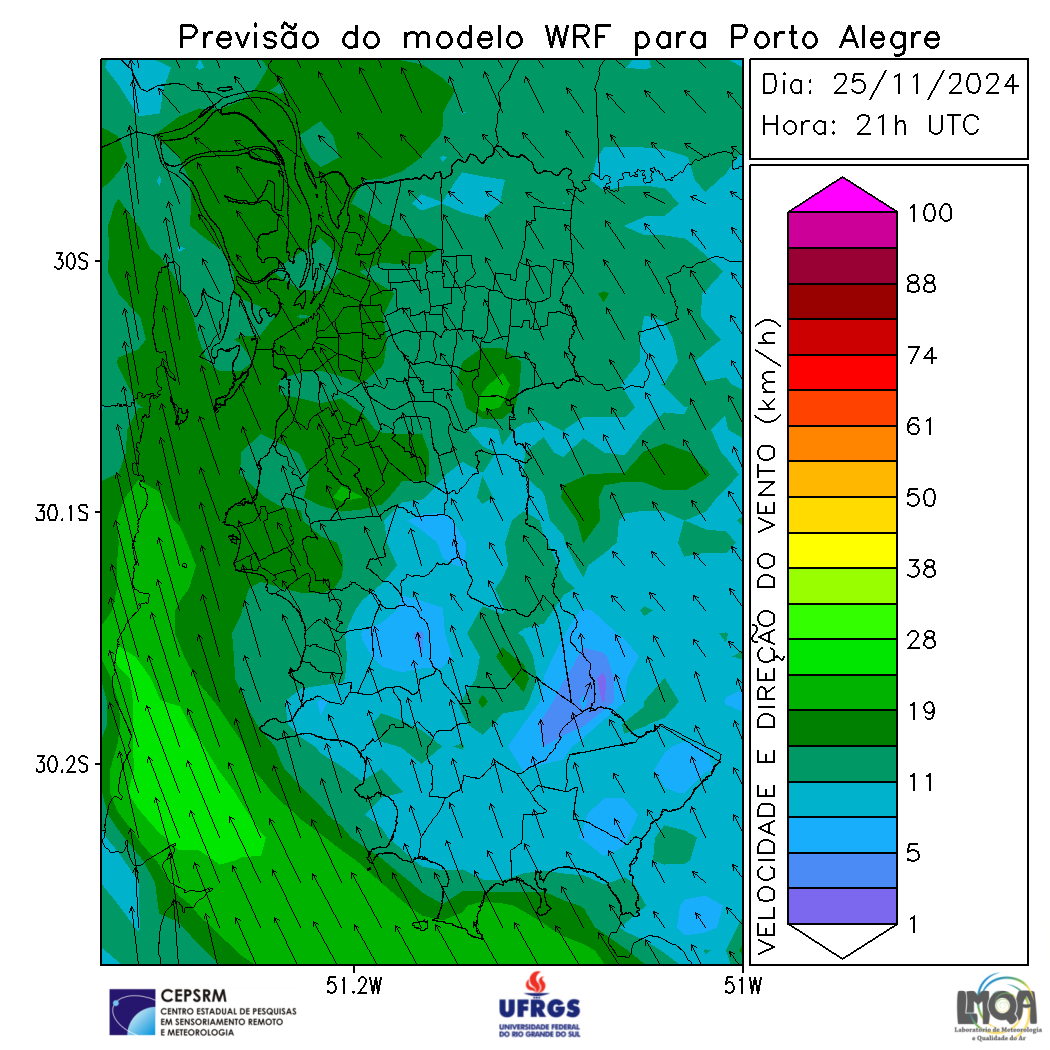 Previsão do modelo WRF para Porto Alegre
Dia: 25/11/2024
Hora: 21h UTC
30S
30.1S
30.2S
51.2W
51W
VELOCIDADE E DIREÇÃO DO VENTO (km/h)
100
88
74
61
50
38
28
19
11
5
1
CEPSRM
CENTRO ESTADUAL DE PESQUISAS
EM SENSORIAMENTO REMOTO
E METEOROLOGIA
UFRGS
UNIVERSIDADE FEDERAL
DO RIO GRANDE DO SUL
LMQA
Laboratório de Meteorologia
e Qualidade do Ar